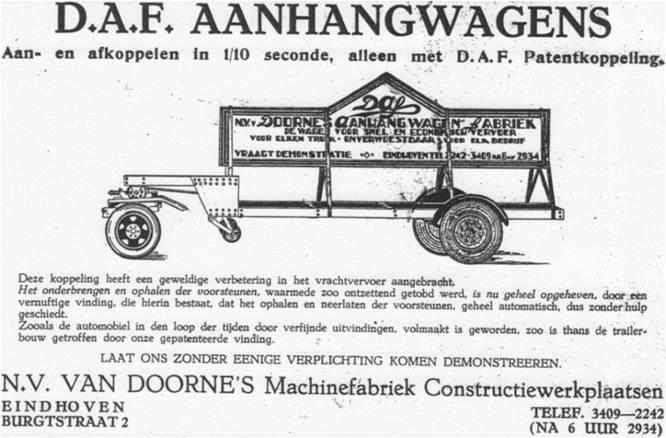 D.A.F. AANHANGWAGENS
Aan- en afkoppelen in 1/10 seconde, alleen met D.A.F. Patentkoppeling.
Daf
N.V. v DOORNE'S AANHANGWAGEN FABRIEK
DE WAGEN VOOR SNEL EN ECONOMISCH VERVOER
VOOR ELKEN TRUCK - ONVERWOESTBAAR VOOR ELK BEDRIJF
VRAAGT DEMONSTRATIE EINDHOVEN TEL. 2242-3409 NA 6 UUR 2934
Deze koppeling heeft een geweldige verbetering in het vrachtvervoer aangebracht.
Het onderbrengen en ophalen der voorsteunen, waarmede zoo ontzettend getobd werd, is nu geheel opgeheven, door een
vernuftige vinding, die hierin bestaat, dat het ophalen en neerlaten der voorsteunen, geheel automatisch, dus zonder hulp
geschiedt.
Zooals de automobiel in den loop der tijden door verfijnde uitvindingen, volmaakt is geworden, zoo is thans de trailer-
bouw getroffen door onze gepatenteerde vinding.
LAAT ONS ZONDER EENIGE VERPLICHTING KOMEN DEMONSTREEREN.
N.V. VAN DOORNE'S Machinefabriek Constructiewerkplaatsen
EINDHOVEN
BURGTSTRAAT 2
TELEF. 3409—2242
(NA 6 UUR 2934)